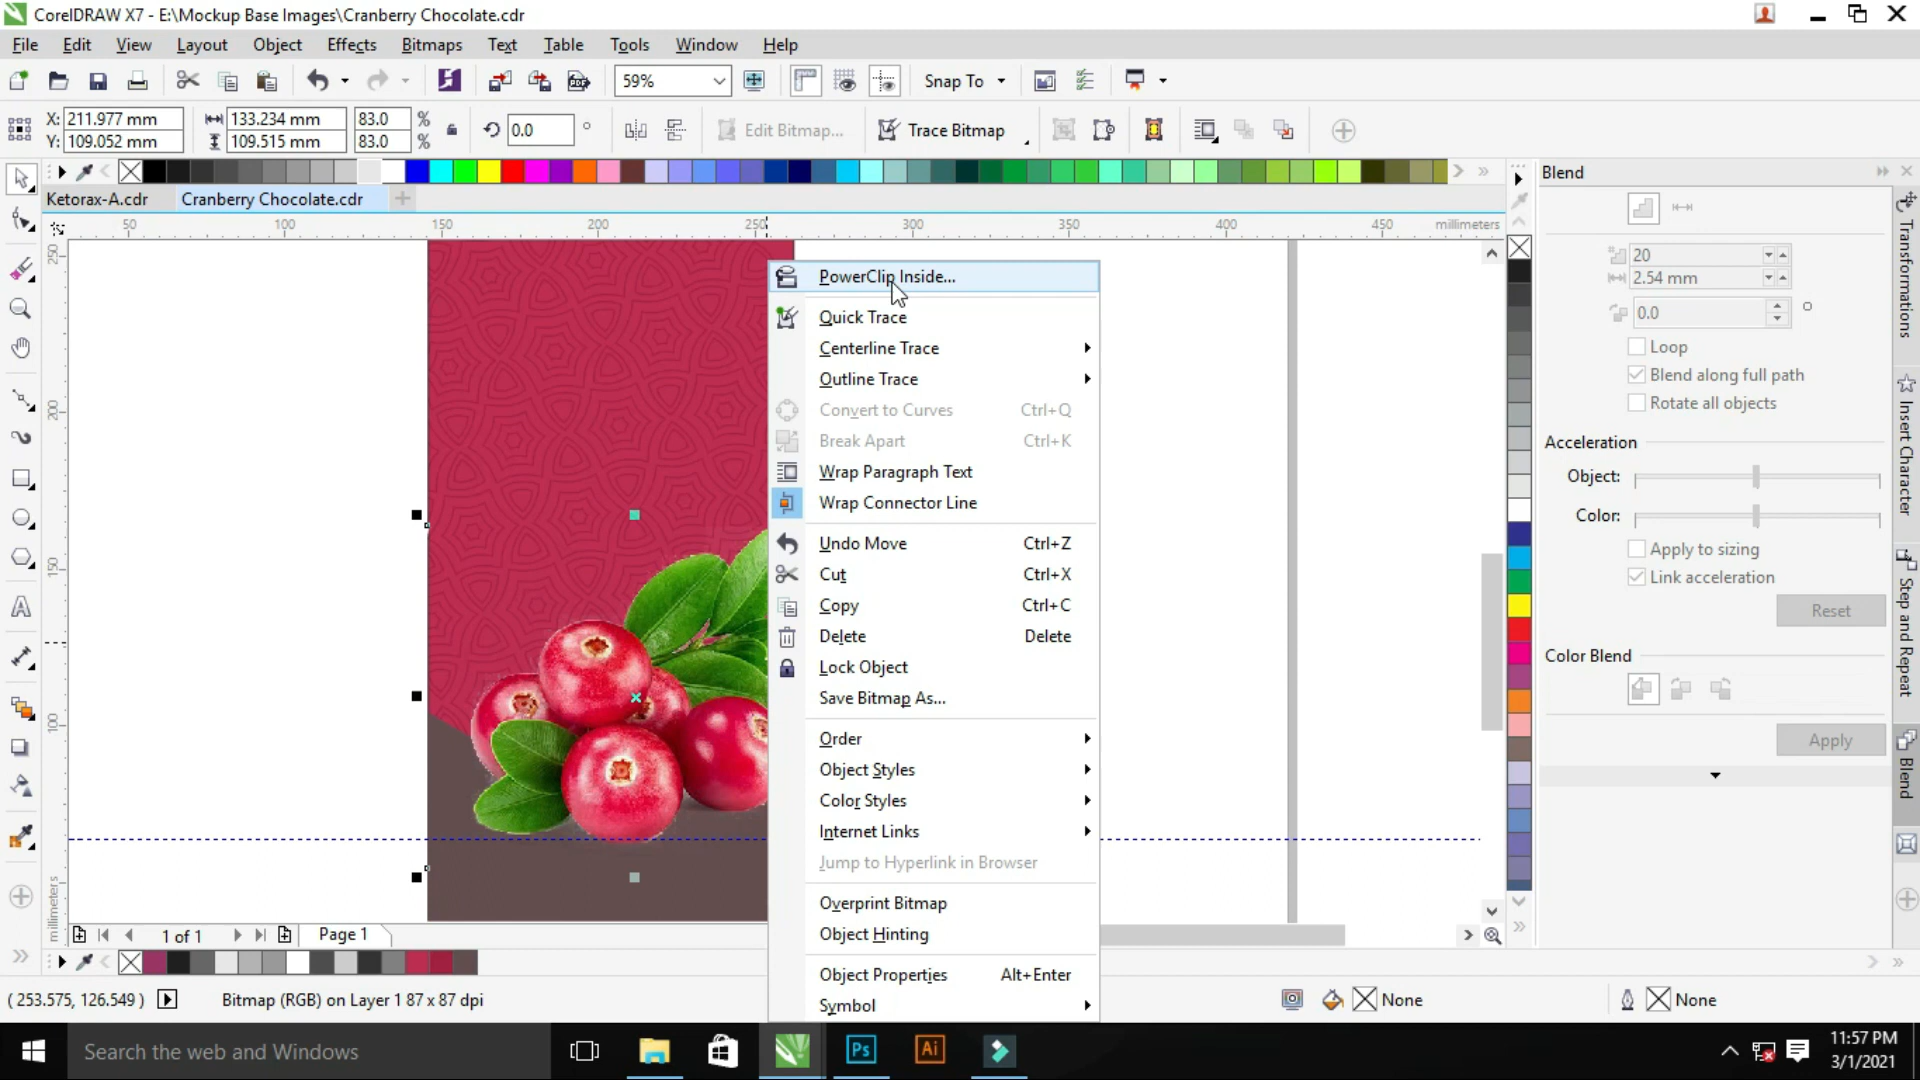 CorelDRAW X7 - E:\Mockup Base Images\Cranberry Chocolate.cdr
File Edit View Layout Object Effects Bitmaps Text Table Tools Window Help
59% Snap To
X: 211.977 mm 133.234 mm 83.0 %
Y: 109.052 mm 109.515 mm 83.0 %
0.0 ° Edit Bitmap... Trace Bitmap
Ketorax-A.cdr Cranberry Chocolate.cdr
50 100 150 200 250 300 350 400 450 millimeters
250
200
150
100
millimeters
PowerClip Inside...
Quick Trace
Centerline Trace
Outline Trace
Convert to Curves Ctrl+Q
Break Apart Ctrl+K
Wrap Paragraph Text
Wrap Connector Line
Undo Move Ctrl+Z
Cut Ctrl+X
Copy Ctrl+C
Delete Delete
Lock Object
Save Bitmap As...
Order
Object Styles
Color Styles
Internet Links
Jump to Hyperlink in Browser
Overprint Bitmap
Object Hinting
Object Properties Alt+Enter
Symbol
Blend
20
2.54 mm
0.0 °
Loop
Blend along full path
Rotate all objects
Acceleration
Object:
Color:
Apply to sizing
Link acceleration
Reset
Color Blend
Apply
Transformations
Insert Character
Step and Repeat
Blend
1 of 1 Page 1
( 253.575, 126.549 ) Bitmap (RGB) on Layer 1 87 x 87 dpi None None
Search the web and Windows
Ps
Ai
11:57 PM
3/1/2021